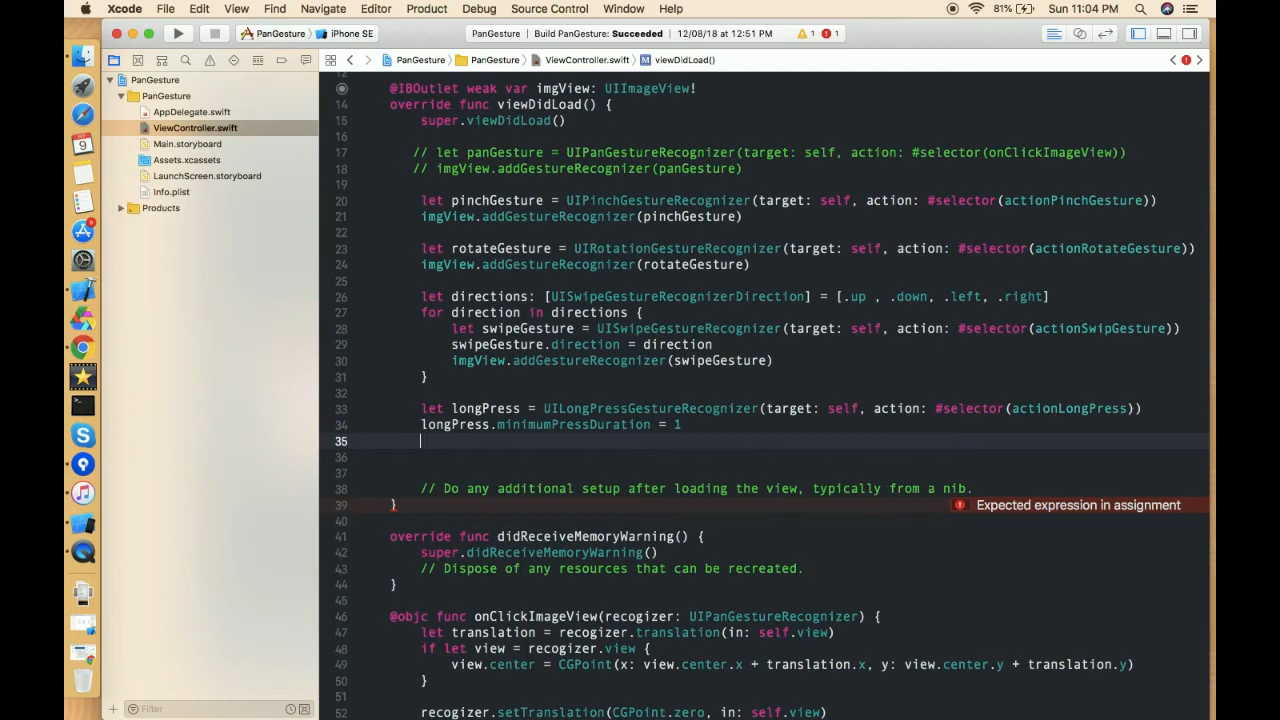 Xcode File Edit View Find Navigate Editor Product Debug Source Control Window Help 81% Sun 11:04 PM
PanGesture iPhone SE PanGesture Build PanGesture: Succeeded 12/08/18 at 12:51 PM 1 1
PanGesture PanGesture ViewController.swift M viewDidLoad()
PanGesture
PanGesture
AppDelegate.swift
ViewController.swift
Main.storyboard
Assets.xcassets
LaunchScreen.storyboard
Info.plist
Products
Filter
12
@IBOutlet weak var imgView: UIImageView!
14 override func viewDidLoad() {
15 super.viewDidLoad()
16
17 // let panGesture = UIPanGestureRecognizer(target: self, action: #selector(onClickImageView))
18 // imgView.addGestureRecognizer(panGesture)
19
20 let pinchGesture = UIPinchGestureRecognizer(target: self, action: #selector(actionPinchGesture))
21 imgView.addGestureRecognizer(pinchGesture)
22
23 let rotateGesture = UIRotationGestureRecognizer(target: self, action: #selector(actionRotateGesture))
24 imgView.addGestureRecognizer(rotateGesture)
25
26 let directions: [UISwipeGestureRecognizerDirection] = [.up , .down, .left, .right]
27 for direction in directions {
28 let swipeGesture = UISwipeGestureRecognizer(target: self, action: #selector(actionSwipGesture))
29 swipeGesture.direction = direction
30 imgView.addGestureRecognizer(swipeGesture)
31 }
32
33 let longPress = UILongPressGestureRecognizer(target: self, action: #selector(actionLongPress))
34 longPress.minimumPressDuration = 1
35
36
37
38 // Do any additional setup after loading the view, typically from a nib.
39 } Expected expression in assignment
40
41 override func didReceiveMemoryWarning() {
42 super.didReceiveMemoryWarning()
43 // Dispose of any resources that can be recreated.
44 }
45
46 @objc func onClickImageView(recogizer: UIPanGestureRecognizer) {
47 let translation = recogizer.translation(in: self.view)
48 if let view = recogizer.view {
49 view.center = CGPoint(x: view.center.x + translation.x, y: view.center.y + translation.y)
50 }
51
52 recogizer.setTranslation(CGPoint.zero, in: self.view)